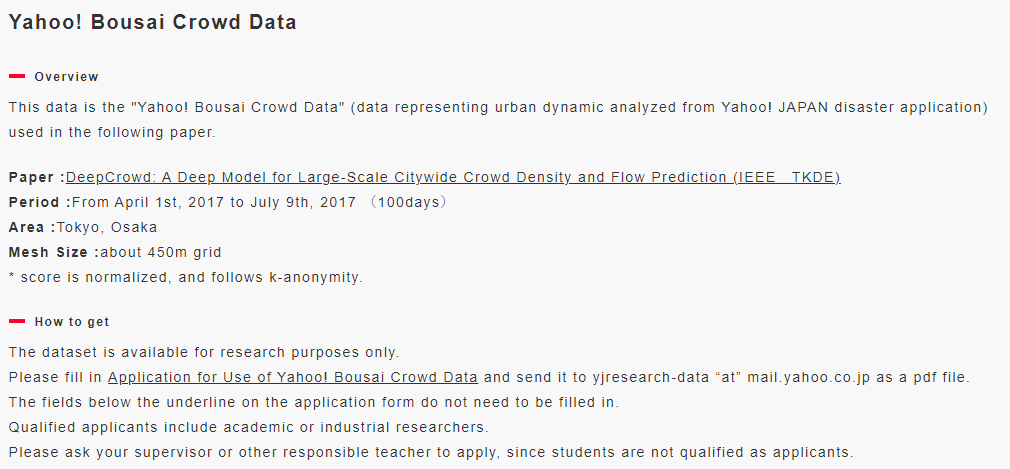 Yahoo! Bousai Crowd Data
Overview
This data is the "Yahoo! Bousai Crowd Data" (data representing urban dynamic analyzed from Yahoo! JAPAN disaster application)
used in the following paper.
Paper :DeepCrowd: A Deep Model for Large-Scale Citywide Crowd Density and Flow Prediction (IEEE　TKDE)
Period :From April 1st, 2017 to July 9th, 2017 （100days）
Area :Tokyo, Osaka
Mesh Size :about 450m grid
* score is normalized, and follows k-anonymity.
How to get
The dataset is available for research purposes only.
Please fill in Application for Use of Yahoo! Bousai Crowd Data and send it to yjresearch-data “at” mail.yahoo.co.jp as a pdf file.
The fields below the underline on the application form do not need to be filled in.
Qualified applicants include academic or industrial researchers.
Please ask your supervisor or other responsible teacher to apply, since students are not qualified as applicants.